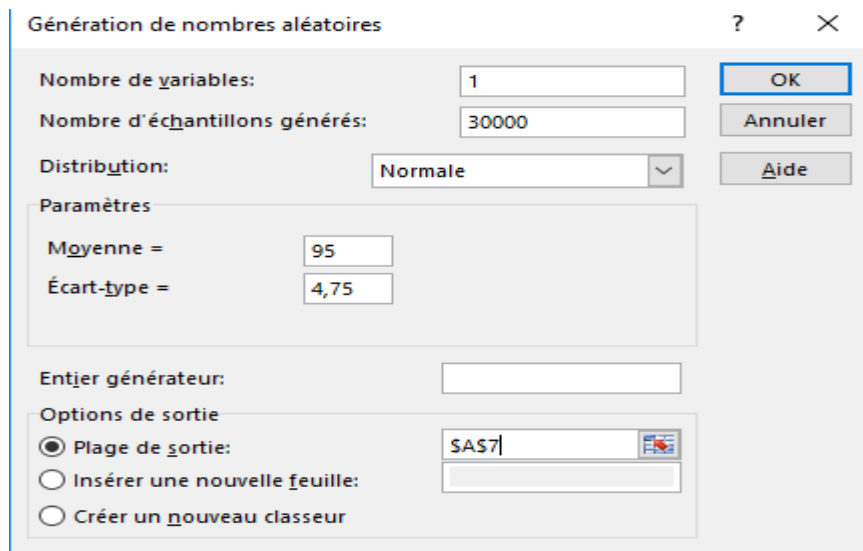 Génération de nombres aléatoires ? ×
Nombre de variables: 1 OK
Nombre d'échantillons générés: 30000 Annuler
Distribution: Normale Aide
Paramètres
Moyenne = 95
Écart-type = 4,75
Entier générateur:
Options de sortie
Plage de sortie: $A$7
Insérer une nouvelle feuille:
Créer un nouveau classeur